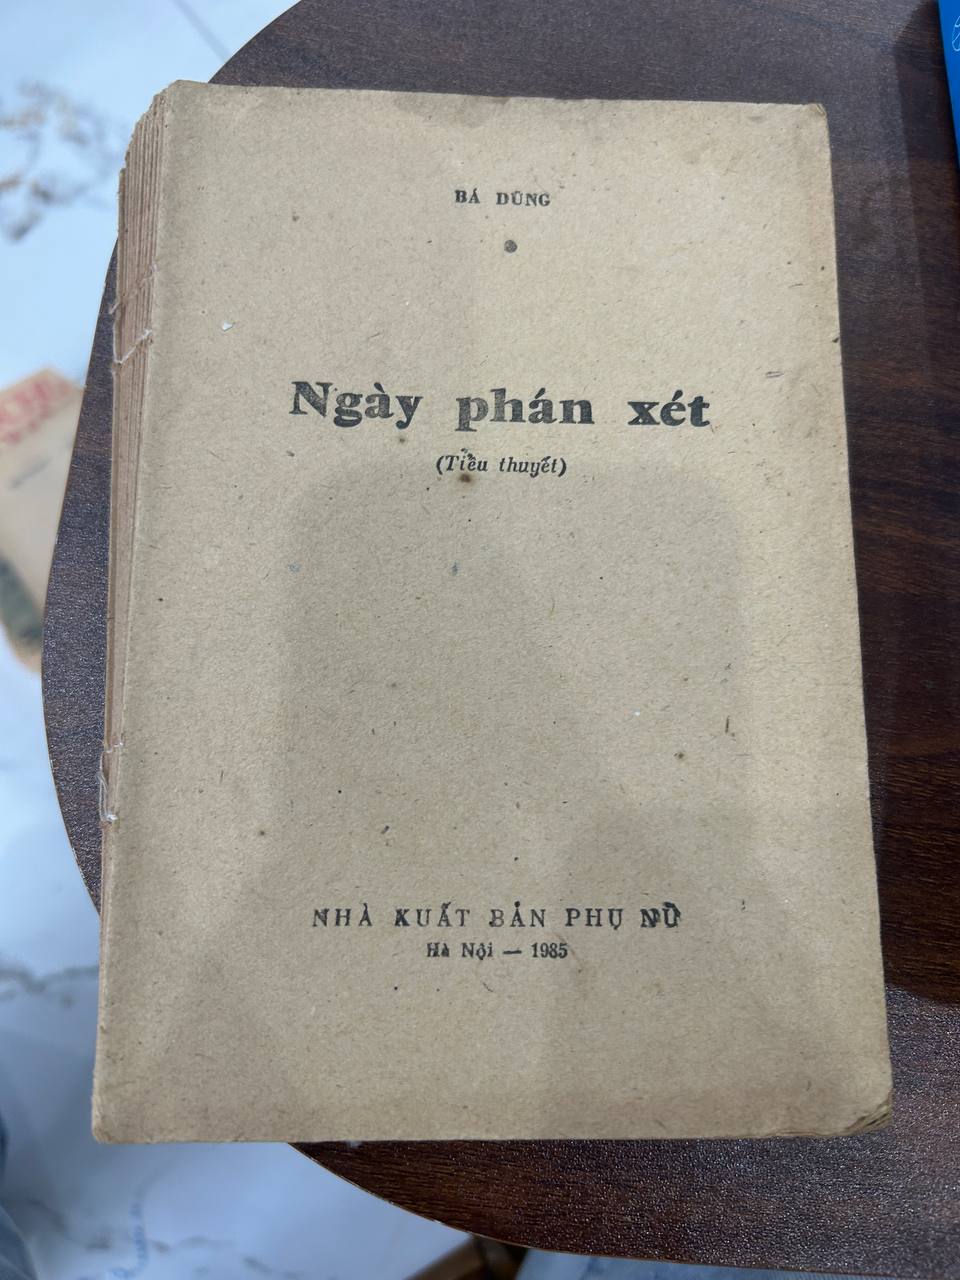 BÁ DŨNG
Ngày phán xét
(Tiểu thuyết)
NHÀ XUẤT BẢN PHỤ NỮ
Hà Nội — 1985